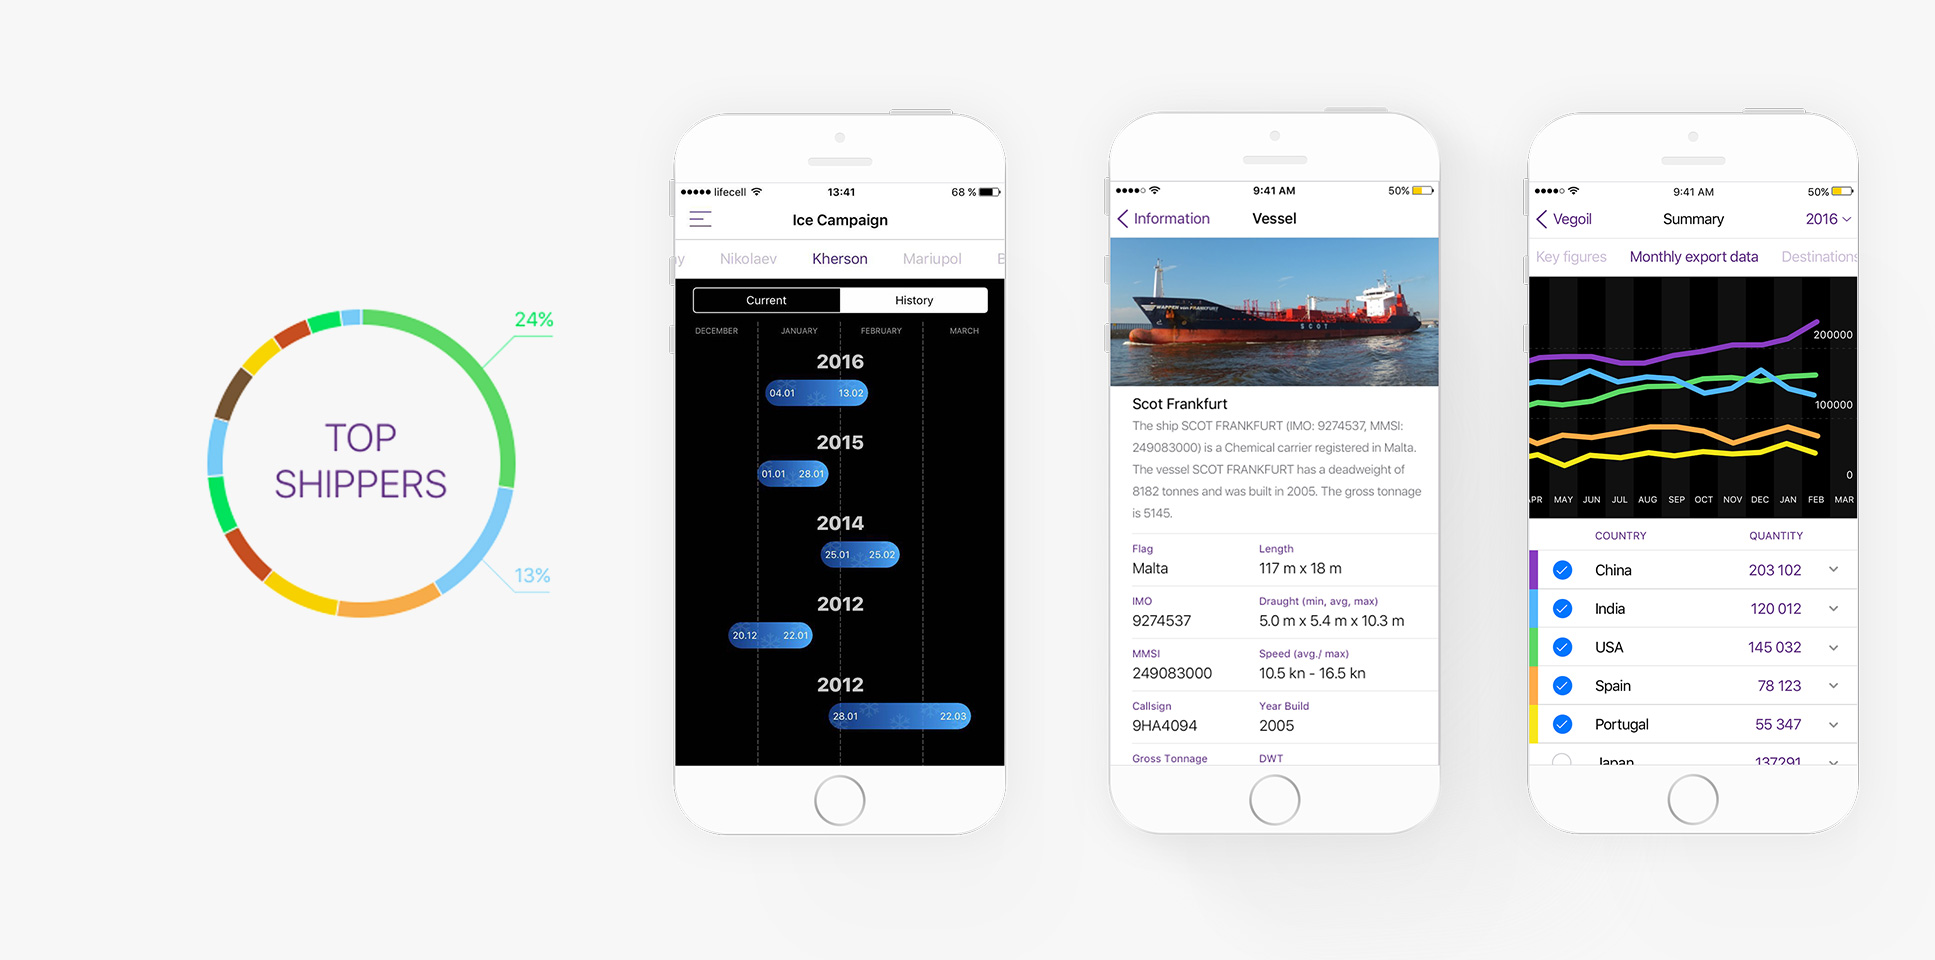 TOP
SHIPPERS
24%
13%
lifecell
13:41
68 %
Ice Campaign
Nikolaev
Kherson
Mariupol
Current
History
DECEMBER
JANUARY
FEBRUARY
MARCH
2016
04.01
13.02
2015
01.01
28.01
2014
25.01
25.02
2012
20.12
22.01
2012
28.01
22.03
9:41 AM
50%
Information
Vessel
WAPPEN von FRANKFURT
SCOT
Scot Frankfurt
The ship SCOT FRANKFURT (IMO: 9274537, MMSI:
249083000) is a Chemical carrier registered in Malta.
The vessel SCOT FRANKFURT has a deadweight of
8182 tonnes and was built in 2005. The gross tonnage
is 5145.
Flag
Length
Malta
117 m x 18 m
IMO
Draught (min, avg, max)
9274537
5.0 m x 5.4 m x 10.3 m
MMSI
Speed (avg./ max)
249083000
10.5 kn - 16.5 kn
Callsign
Year Build
9HA4094
2005
Gross Tonnage
DWT
9:41 AM
50%
Vegoil
Summary
2016
Key figures
Monthly export data
Destinations
200000
100000
0
APR
MAY
JUN
JUL
AUG
SEP
OCT
NOV
DEC
JAN
FEB
MAR
COUNTRY
QUANTITY
China
203 102
India
120 012
USA
145 032
Spain
78 123
Portugal
55 347
Japan
137291